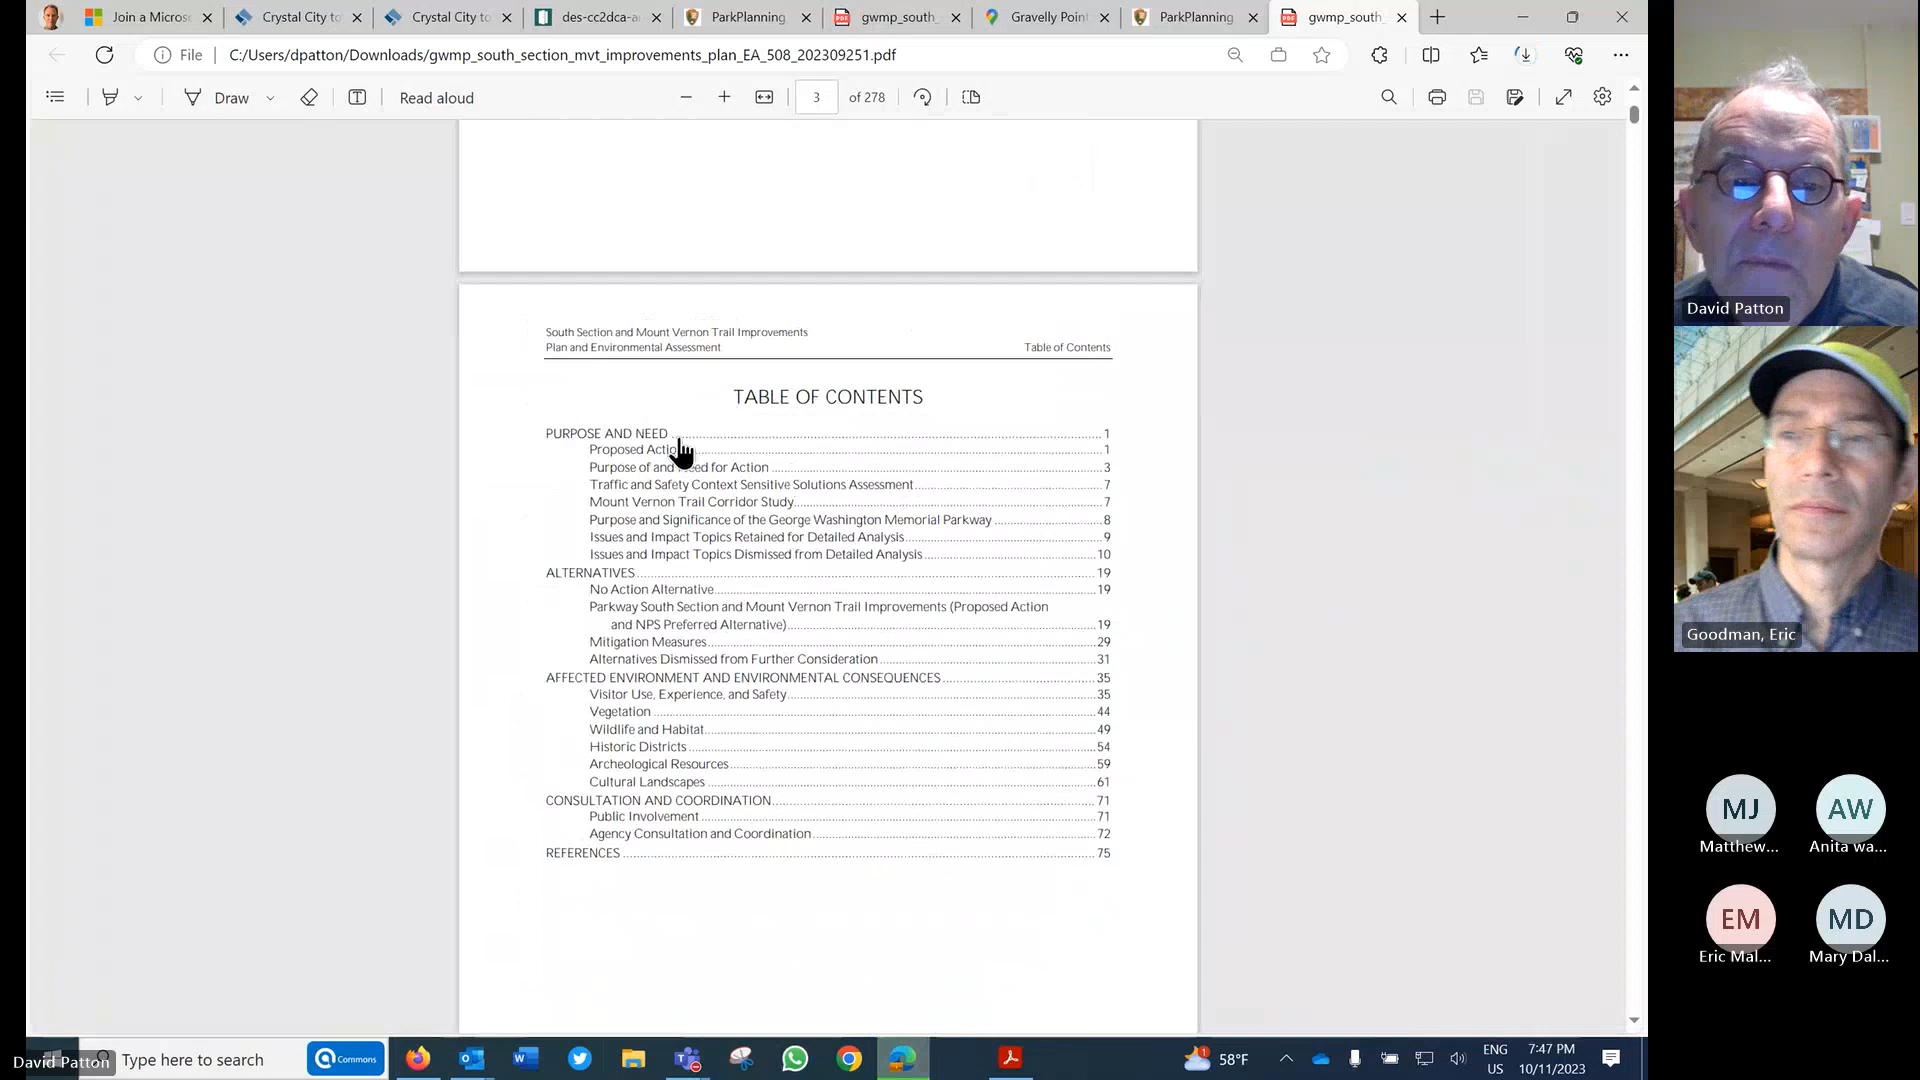 Join a Microso
Crystal City to
Crystal City to
des-cc2dca-a
ParkPlanning
gwmp_south_
Gravelly Point
ParkPlanning
gwmp_south_
File
C:/Users/dpatton/Downloads/gwmp_south_section_mvt_improvements_plan_EA_508_202309251.pdf
Draw
Read aloud
3
of 278
South Section and Mount Vernon Trail Improvements
Plan and Environmental Assessment
Table of Contents
TABLE OF CONTENTS
PURPOSE AND NEED 1
Proposed Action 1
Purpose of and Need for Action 3
Traffic and Safety Context Sensitive Solutions Assessment 7
Mount Vernon Trail Corridor Study 7
Purpose and Significance of the George Washington Memorial Parkway 8
Issues and Impact Topics Retained for Detailed Analysis 9
Issues and Impact Topics Dismissed from Detailed Analysis 10
ALTERNATIVES 19
No Action Alternative 19
Parkway South Section and Mount Vernon Trail Improvements (Proposed Action
and NPS Preferred Alternative) 19
Mitigation Measures 29
Alternatives Dismissed from Further Consideration 31
AFFECTED ENVIRONMENT AND ENVIRONMENTAL CONSEQUENCES 35
Visitor Use, Experience, and Safety 35
Vegetation 44
Wildlife and Habitat 49
Historic Districts 54
Archeological Resources 59
Cultural Landscapes 61
CONSULTATION AND COORDINATION 71
Public Involvement 71
Agency Consultation and Coordination 72
REFERENCES 75
David Patton
Goodman, Eric
MJ
AW
Matthew...
Anita wa...
EM
MD
Eric Mal...
Mary Dal...
David Patton
Type here to search
Commons
58°F
ENG
US
7:47 PM
10/11/2023